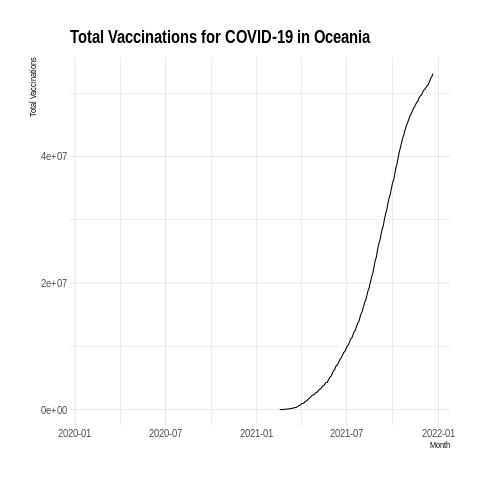 Total Vaccinations for COVID-19 in Oceania
Total Vaccinations
4e+07
2e+07
0e+00
2020-01 2020-07 2021-01 2021-07 2022-01
Month